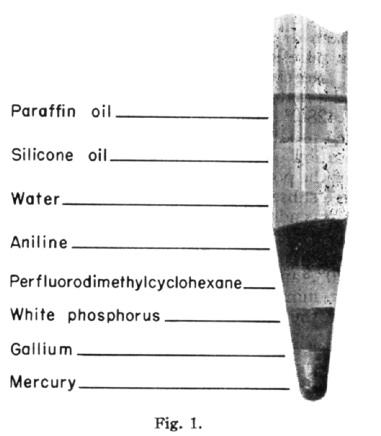 Paraffin oil
Silicone oil
Water
Aniline
Perfluorodimethylcyclohexane
White phosphorus
Gallium
Mercury
Fig. 1.